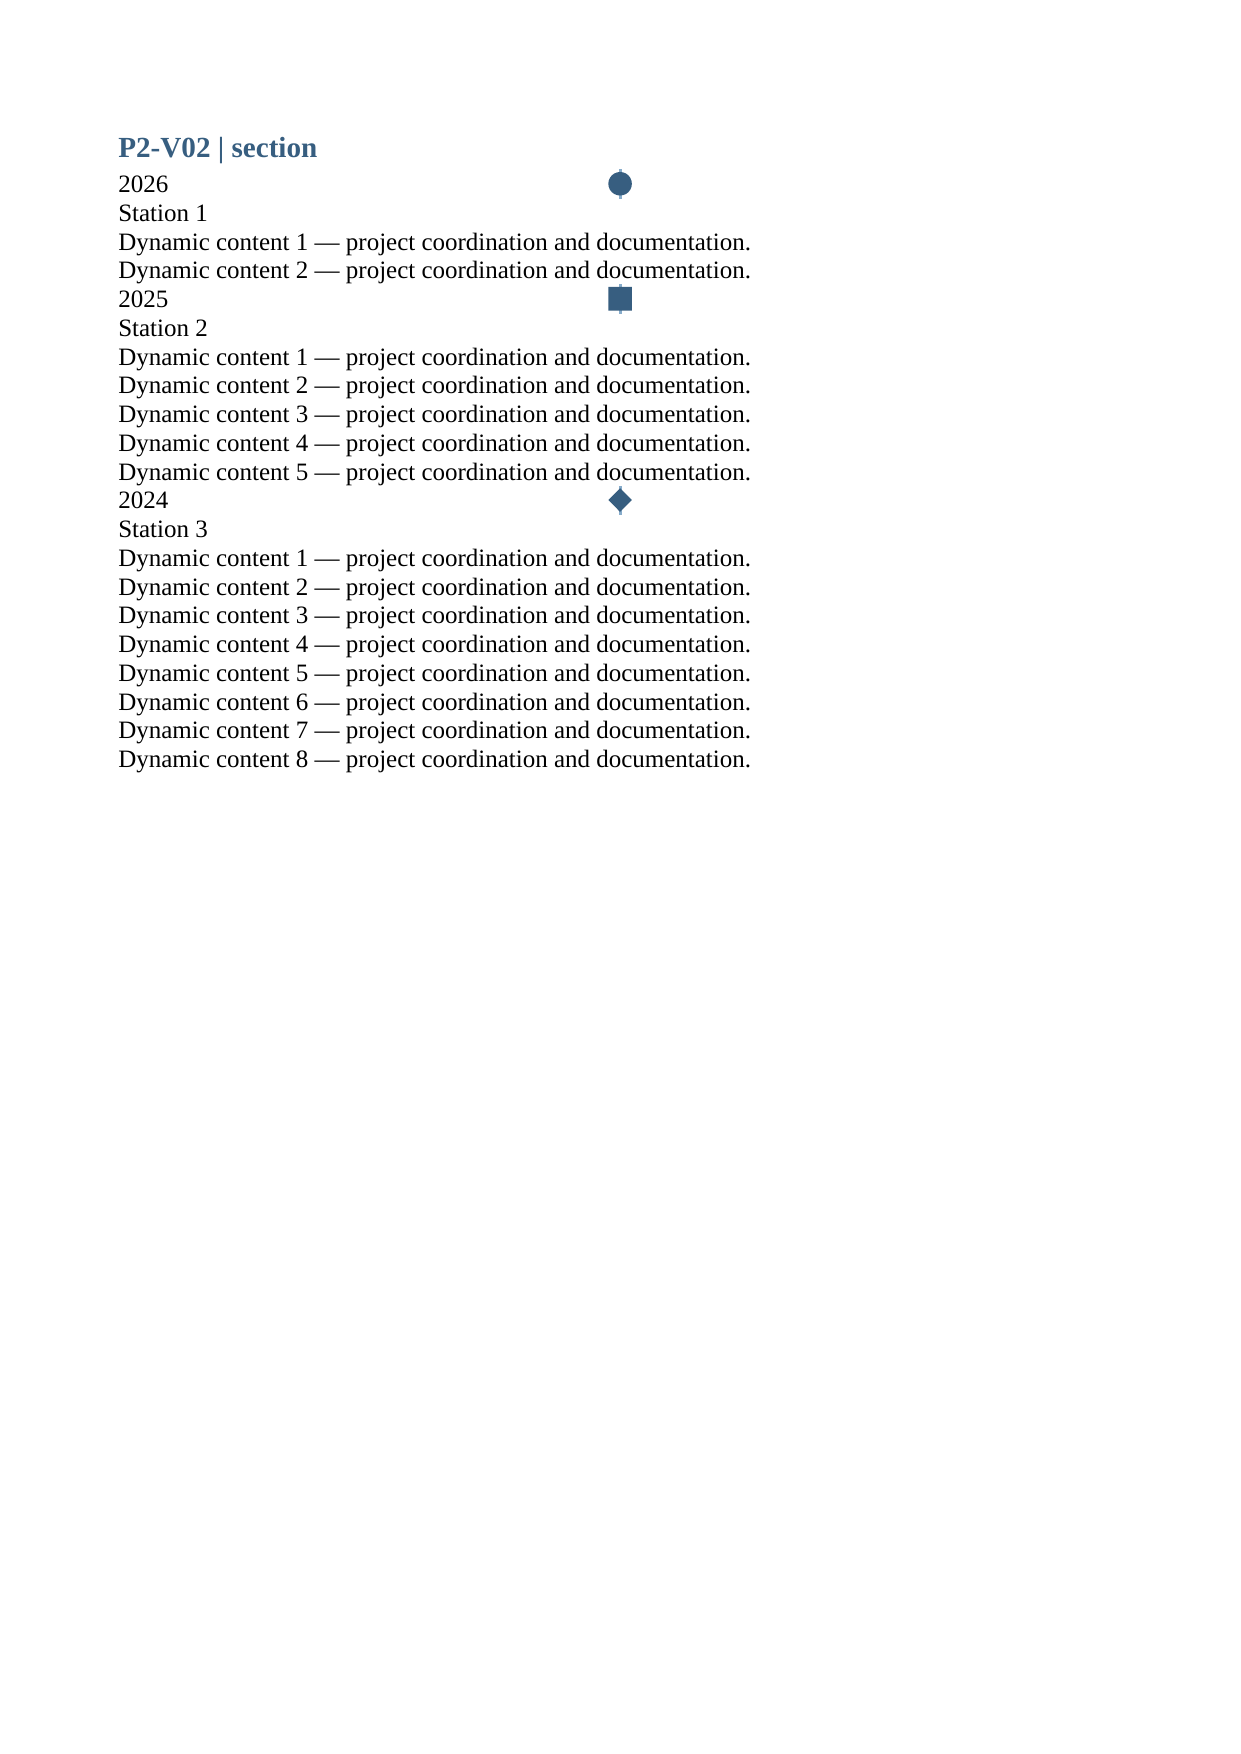 P2-V02 | section
2026
Station 1
Dynamic content 1 — project coordination and documentation.
Dynamic content 2 — project coordination and documentation.
2025
Station 2
Dynamic content 1 — project coordination and documentation.
Dynamic content 2 — project coordination and documentation.
Dynamic content 3 — project coordination and documentation.
Dynamic content 4 — project coordination and documentation.
Dynamic content 5 — project coordination and documentation.
2024
Station 3
Dynamic content 1 — project coordination and documentation.
Dynamic content 2 — project coordination and documentation.
Dynamic content 3 — project coordination and documentation.
Dynamic content 4 — project coordination and documentation.
Dynamic content 5 — project coordination and documentation.
Dynamic content 6 — project coordination and documentation.
Dynamic content 7 — project coordination and documentation.
Dynamic content 8 — project coordination and documentation.